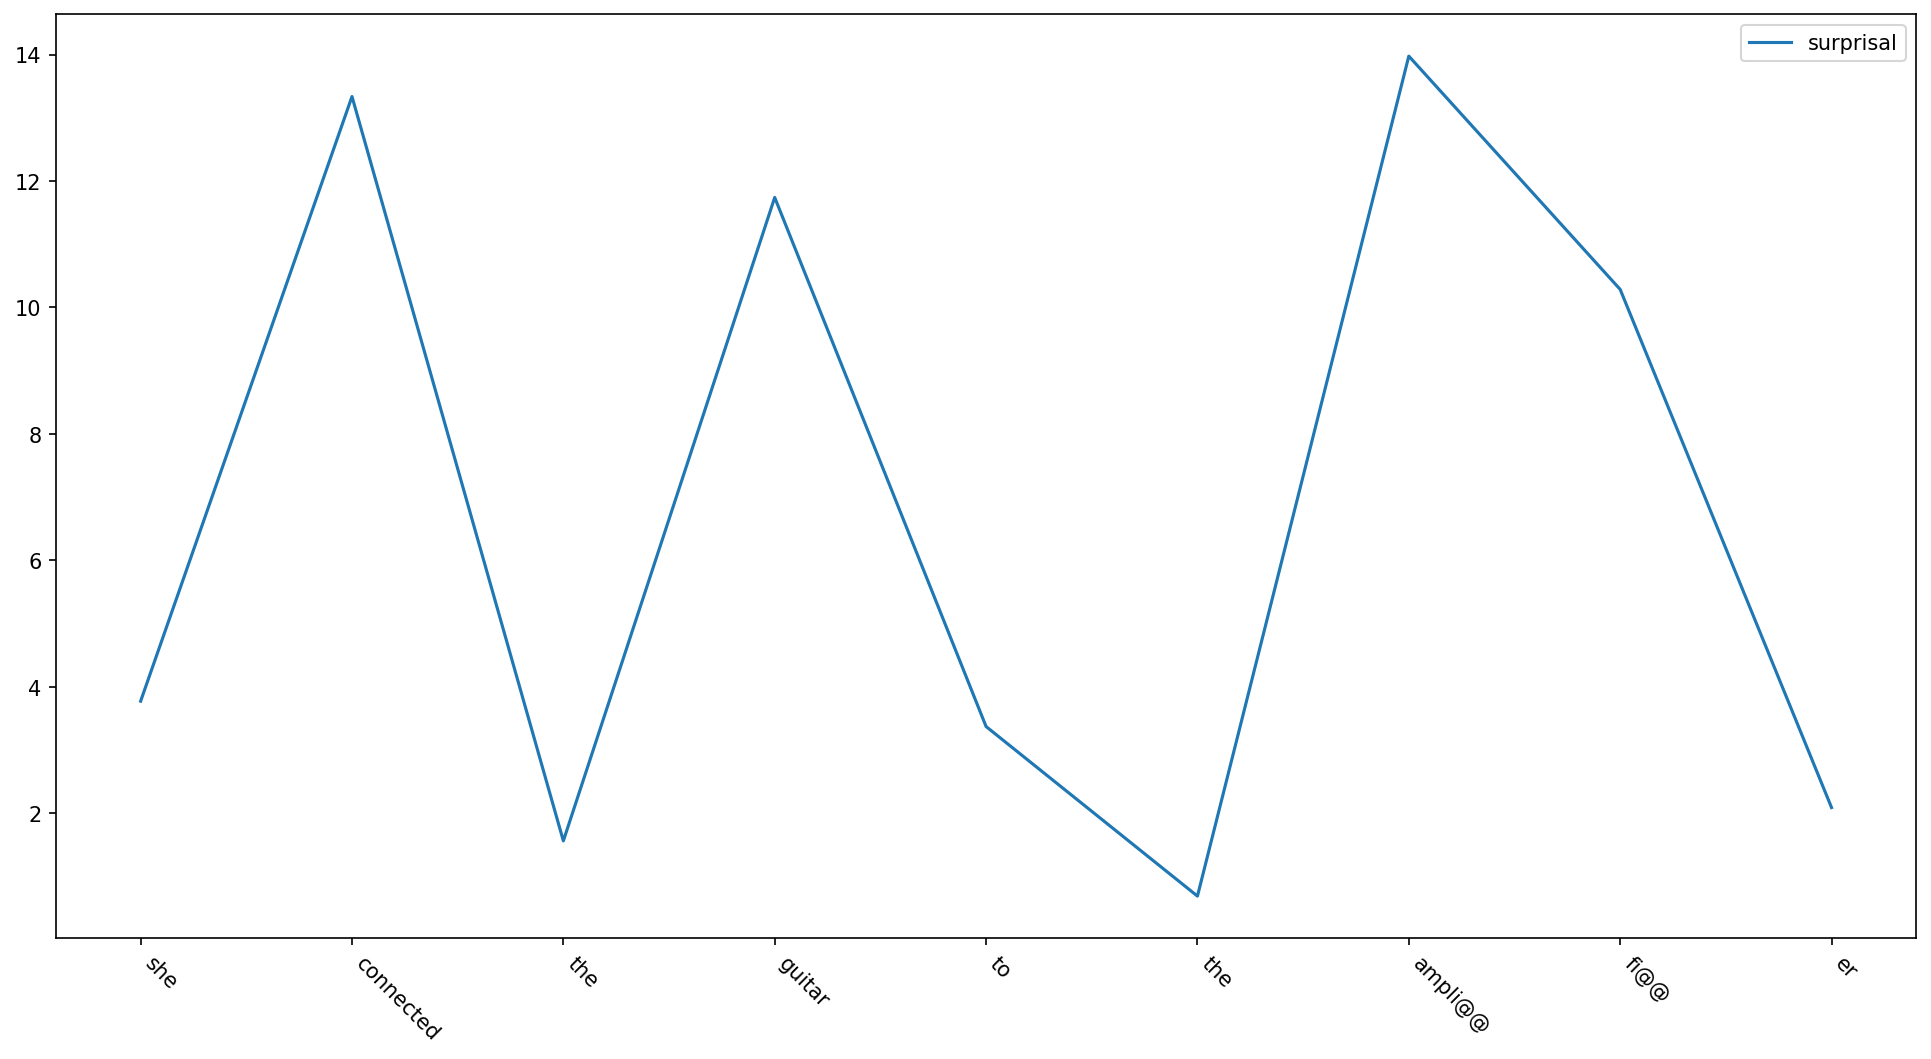 surprisal
14
12
10
8
6
4
2
she
connected
the
guitar
to
the
ampli@@
fi@@
er